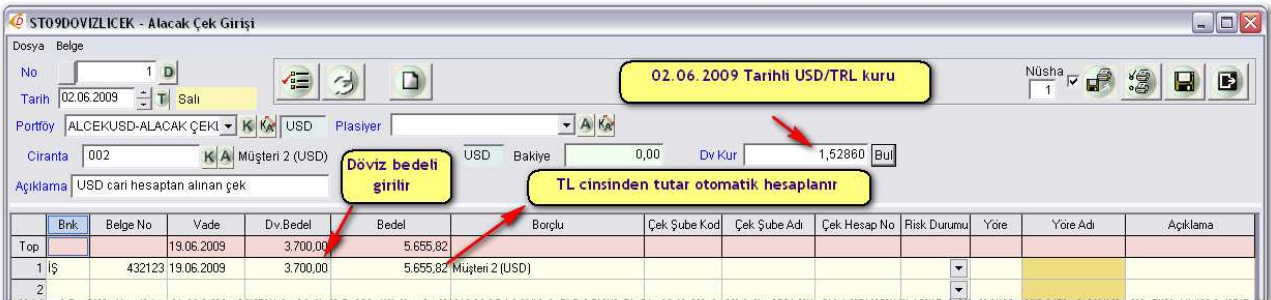 ST09DOVIZLICEK - Alacak Çek Girişi
Dosya Belge
No 1 D
Tarih 02.06.2009 T Salı
02.06.2009 Tarihli USD/TRL kuru
Nüsha 1
Portföy ALCEKUSD-ALACAK ÇEKL K KA USD Plasiyer A KA
Ciranta 002 K A Müşteri 2 (USD) USD Bakiye 0,00 Dv Kur 1,52860 Bul
Açıklama USD cari hesaptan alınan çek
Döviz bedeli
girilir
TL cinsinden tutar otomatik hesaplanır
Bnk Belge No Vade Dv.Bedel Bedel Borçlu Çek Şube Kod Çek Şube Adı Çek Hesap No Risk Durumu Yöre Yöre Adı Açıklama
Top 19.06.2009 3.700,00 5.655,82
1 İŞ 432123 19.06.2009 3.700,00 5.655,82 Müşteri 2 (USD)
2